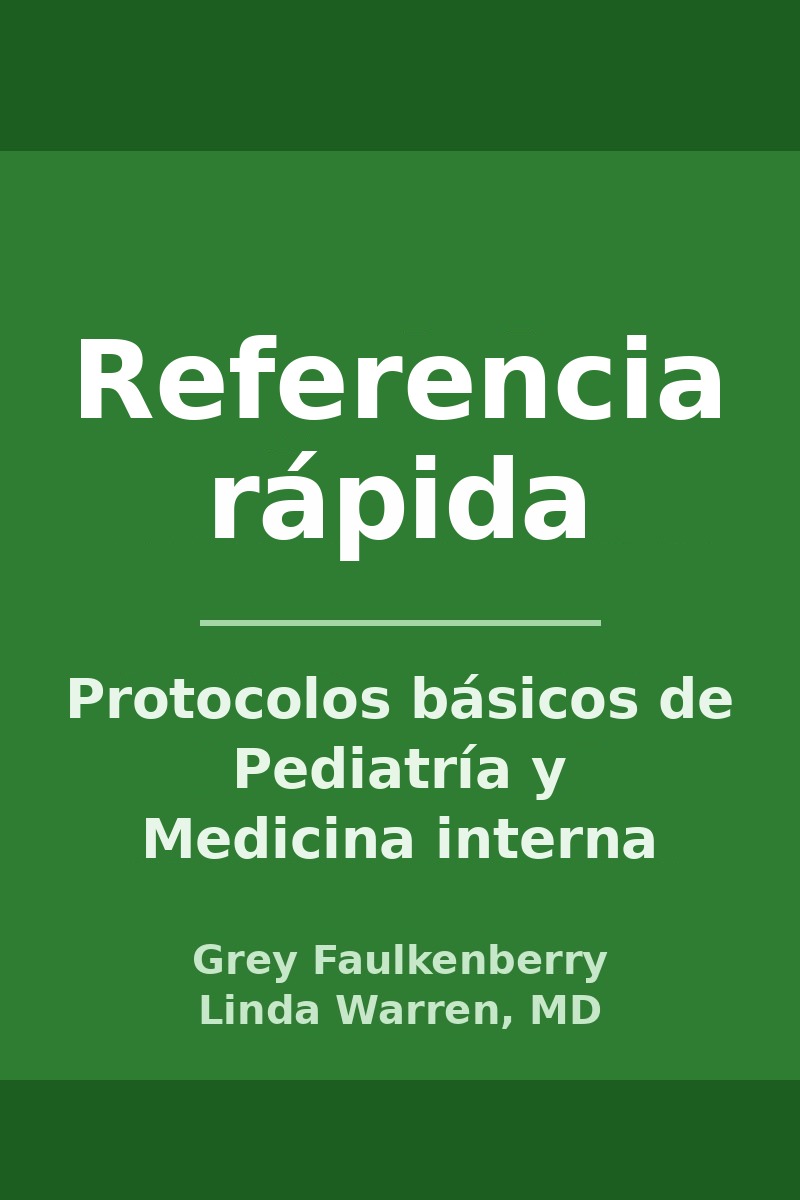 Referencia
rápida
Protocolos básicos de
Pediatría y
Medicina interna
Grey Faulkenberry
Linda Warren, MD